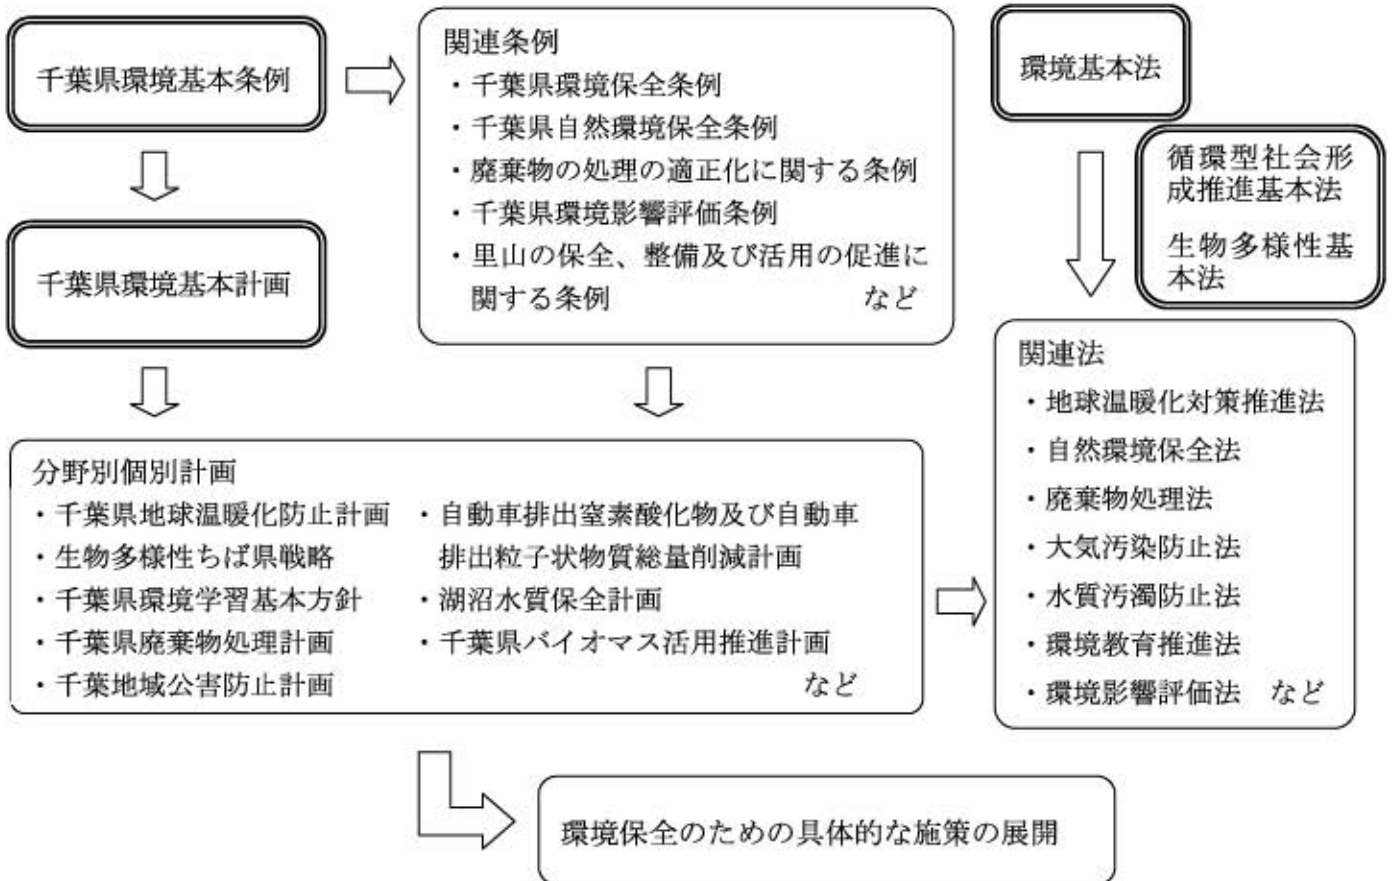 千葉県環境基本条例
関連条例
・千葉県環境保全条例
・千葉県自然環境保全条例
・廃棄物の処理の適正化に関する条例
・千葉県環境影響評価条例
・里山の保全、整備及び活用の促進に
関する条例 など
環境基本法
循環型社会形
成推進基本法
生物多様性基
本法
千葉県環境基本計画
関連法
・地球温暖化対策推進法
・自然環境保全法
・廃棄物処理法
・大気汚染防止法
・水質汚濁防止法
・環境教育推進法
・環境影響評価法 など
分野別個別計画
・千葉県地球温暖化防止計画
・生物多様性ちば県戦略
・千葉県環境学習基本方針
・千葉県廃棄物処理計画
・千葉地域公害防止計画
・自動車排出窒素酸化物及び自動車
排出粒子状物質総量削減計画
・湖沼水質保全計画
・千葉県バイオマス活用推進計画
など
環境保全のための具体的な施策の展開